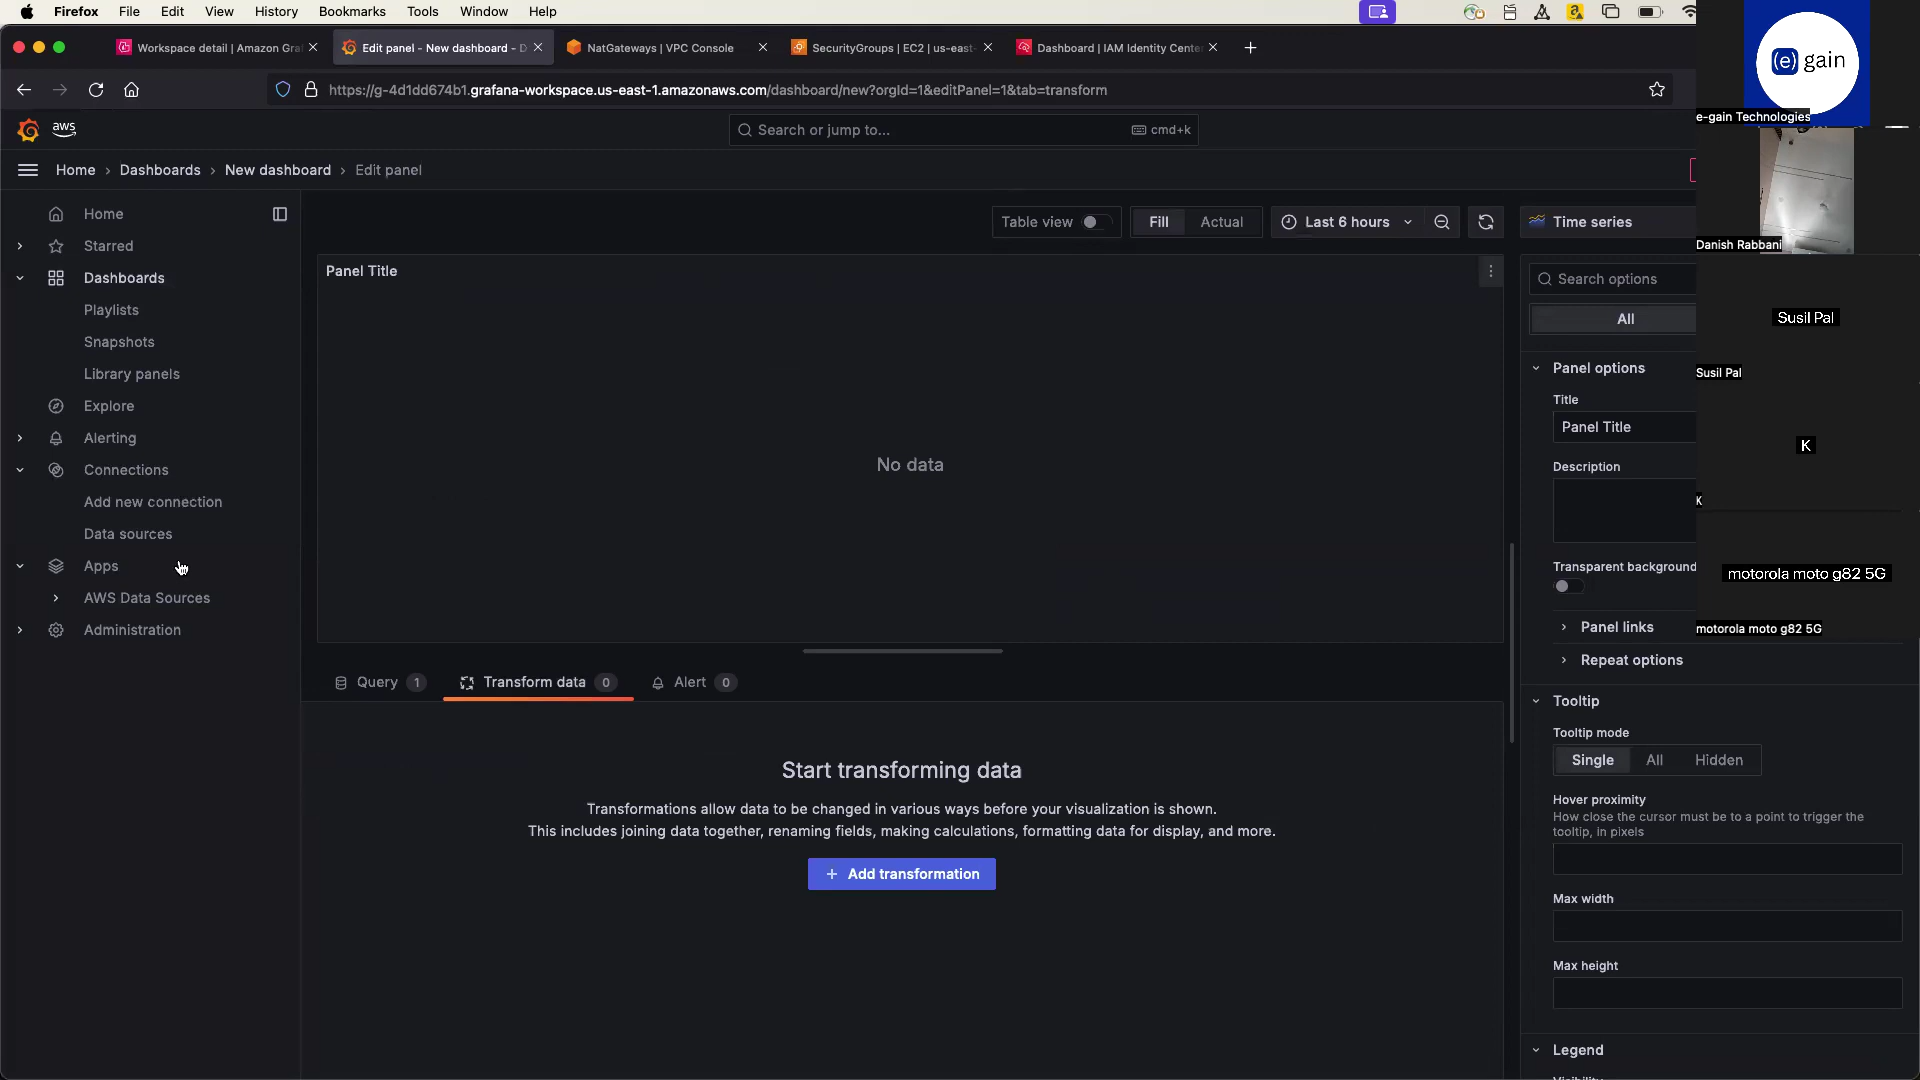 Firefox File Edit View History Bookmarks Tools Window Help
Workspace detail | Amazon Gra
Edit panel - New dashboard - D
NatGateways | VPC Console
SecurityGroups | EC2 | us-east-
Dashboard | IAM Identity Cente
https://g-4d1dd674b1.grafana-workspace.us-east-1.amazonaws.com/dashboard/new?orgId=1&editPanel=1&tab=transform
aws
Search or jump to...
cmd+k
Home › Dashboards › New dashboard › Edit panel
Home
Starred
Dashboards
Playlists
Snapshots
Library panels
Explore
Alerting
Connections
Add new connection
Data sources
Apps
AWS Data Sources
Administration
Table view
Fill
Actual
Last 6 hours
Panel Title
No data
Query 1
Transform data 0
Alert 0
Start transforming data
Transformations allow data to be changed in various ways before your visualization is shown.
This includes joining data together, renaming fields, making calculations, formatting data for display, and more.
+ Add transformation
Time series
Search options
All
Panel options
Title
Panel Title
Description
Transparent background
Panel links
Repeat options
Tooltip
Tooltip mode
Single
All
Hidden
Hover proximity
How close the cursor must be to a point to trigger the
tooltip, in pixels
Max width
Max height
Legend
(e) gain
e-gain Technologies
Danish Rabbani
Susil Pal
Susil Pal
K
K
motorola moto g82 5G
motorola moto g82 5G